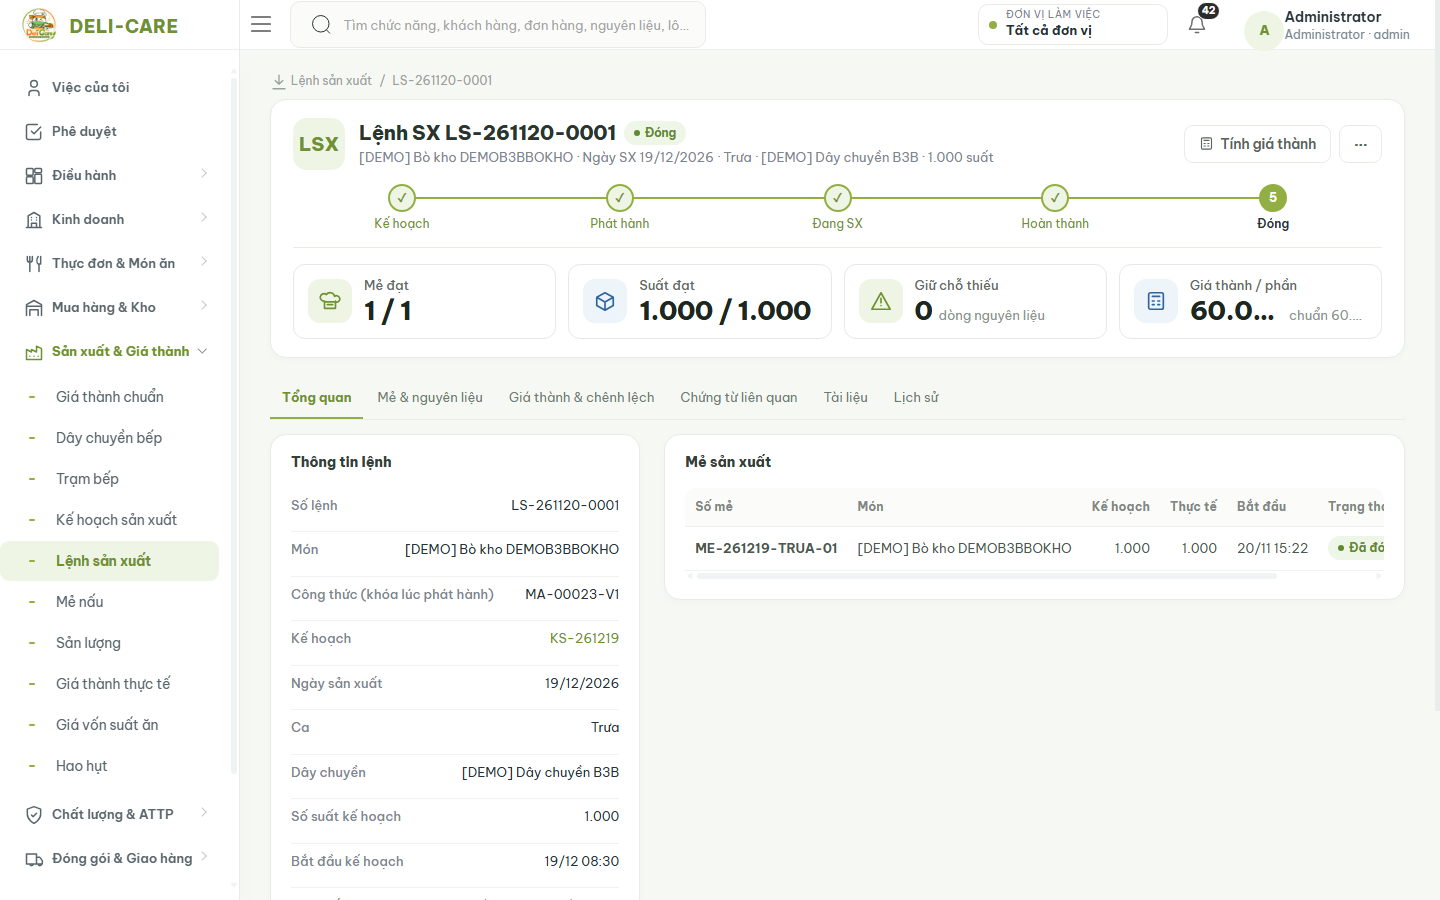 DELI-CARE
Tìm chức năng, khách hàng, đơn hàng, nguyên liệu, lô...
ĐƠN VỊ LÀM VIỆC
Tất cả đơn vị
42
A
Administrator
Administrator · admin
Việc của tôi
Phê duyệt
Điều hành
Kinh doanh
Thực đơn & Món ăn
Mua hàng & Kho
Sản xuất & Giá thành
Giá thành chuẩn
Dây chuyền bếp
Trạm bếp
Kế hoạch sản xuất
Lệnh sản xuất
Mẻ nấu
Sản lượng
Giá thành thực tế
Giá vốn suất ăn
Hao hụt
Chất lượng & ATTP
Đóng gói & Giao hàng
Lệnh sản xuất / LS-261120-0001
LSX
Lệnh SX LS-261120-0001
Đóng
[DEMO] Bò kho DEMOB3BBOKHO · Ngày SX 19/12/2026 · Trưa · [DEMO] Dây chuyền B3B · 1.000 suất
Tính giá thành
...
Kế hoạch
Phát hành
Đang SX
Hoàn thành
5
Đóng
Mẻ đạt
1 / 1
Suất đạt
1.000 / 1.000
Giữ chỗ thiếu
0 dòng nguyên liệu
Giá thành / phần
60.0... chuẩn 60....
Tổng quan
Mẻ & nguyên liệu
Giá thành & chênh lệch
Chứng từ liên quan
Tài liệu
Lịch sử
Thông tin lệnh
Số lệnh LS-261120-0001
Món [DEMO] Bò kho DEMOB3BBOKHO
Công thức (khóa lúc phát hành) MA-00023-V1
Kế hoạch KS-261219
Ngày sản xuất 19/12/2026
Ca Trưa
Dây chuyền [DEMO] Dây chuyền B3B
Số suất kế hoạch 1.000
Bắt đầu kế hoạch 19/12 08:30
Mẻ sản xuất
Số mẻ Món Kế hoạch Thực tế Bắt đầu Trạng thá
ME-261219-TRUA-01 [DEMO] Bò kho DEMOB3BBOKHO 1.000 1.000 20/11 15:22 Đã đó